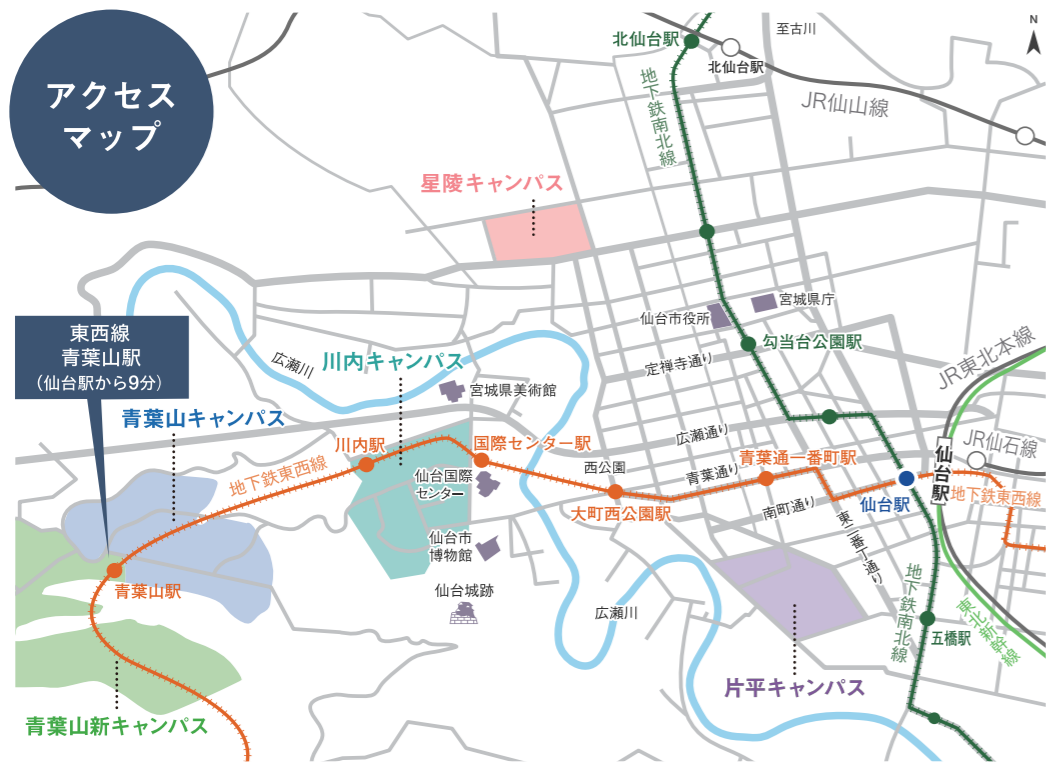 アクセス
マップ
N
至古川
北仙台駅
北仙台駅
地下鉄南北線
JR仙山線
星陵キャンパス
宮城県庁
仙台市役所
勾当台公園駅
定禅寺通り
東西線
青葉山駅
（仙台駅から9分）
広瀬川
川内キャンパス
宮城県美術館
JR東北本線
青葉山キャンパス
広瀬通り
川内駅
国際センター駅
JR仙石線
仙台駅
地下鉄東西線
西公園
青葉通り
青葉通一番町駅
仙台国際
センター
大町西公園駅
南町通り
仙台駅
地下鉄東西線
東二番丁通り
仙台市
博物館
青葉山駅
仙台城跡
広瀬川
地下鉄南北線
五橋駅
東北新幹線
片平キャンパス
青葉山新キャンパス